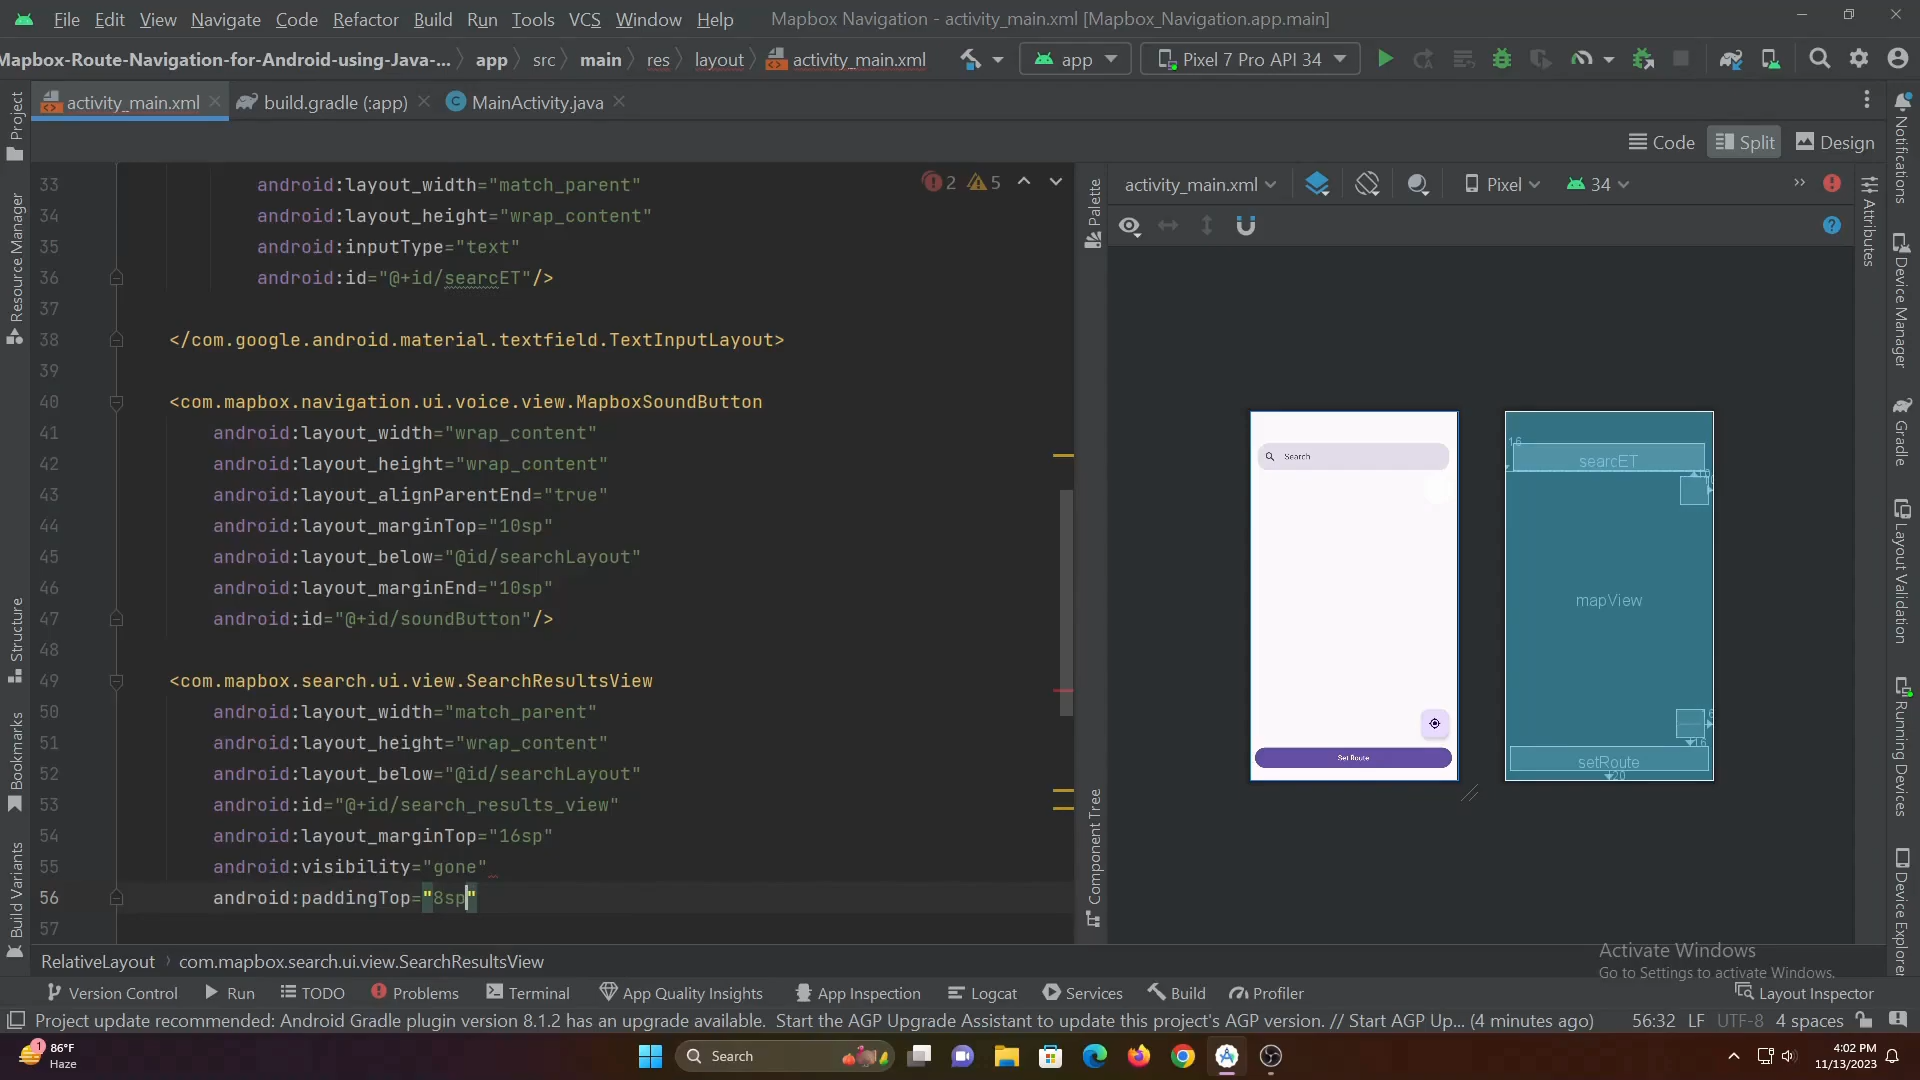 File Edit View Navigate Code Refactor Build Run Tools VCS Window Help Mapbox Navigation - activity_main.xml [Mapbox_Navigation.app.main]
Mapbox-Route-Navigation-for-Android-using-Java-... app src main res layout activity_main.xml app Pixel 7 Pro API 34
activity_main.xml build.gradle (:app) MainActivity.java
Code Split Design
33 android:layout_width="match_parent"
2 5
34 android:layout_height="wrap_content"
35 android:inputType="text"
36 android:id="@+id/searcET"/>
37
38 </com.google.android.material.textfield.TextInputLayout>
39
40 <com.mapbox.navigation.ui.voice.view.MapboxSoundButton
41 android:layout_width="wrap_content"
42 android:layout_height="wrap_content"
43 android:layout_alignParentEnd="true"
44 android:layout_marginTop="10sp"
45 android:layout_below="@id/searchLayout"
46 android:layout_marginEnd="10sp"
47 android:id="@+id/soundButton"/>
48
49 <com.mapbox.search.ui.view.SearchResultsView
50 android:layout_width="match_parent"
51 android:layout_height="wrap_content"
52 android:layout_below="@id/searchLayout"
53 android:id="@+id/search_results_view"
54 android:layout_marginTop="16sp"
55 android:visibility="gone"
56 android:paddingTop="8sp"
57
RelativeLayout com.mapbox.search.ui.view.SearchResultsView
activity_main.xml Pixel 34
Search
Set Route
16
searcET
mapView
16
setRoute
20
Project
Resource Manager
Structure
Bookmarks
Build Variants
Palette
Component Tree
Attributes
Notifications
Device Manager
Gradle
Layout Validation
Running Devices
Device Explorer
Activate Windows
Go to Settings to activate Windows.
Version Control Run TODO Problems Terminal App Quality Insights App Inspection Logcat Services Build Profiler Layout Inspector
Project update recommended: Android Gradle plugin version 8.1.2 has an upgrade available. Start the AGP Upgrade Assistant to update this project's AGP version. // Start AGP Up... (4 minutes ago) 56:32 LF UTF-8 4 spaces
1 86°F
Haze
Search
4:02 PM
11/13/2023